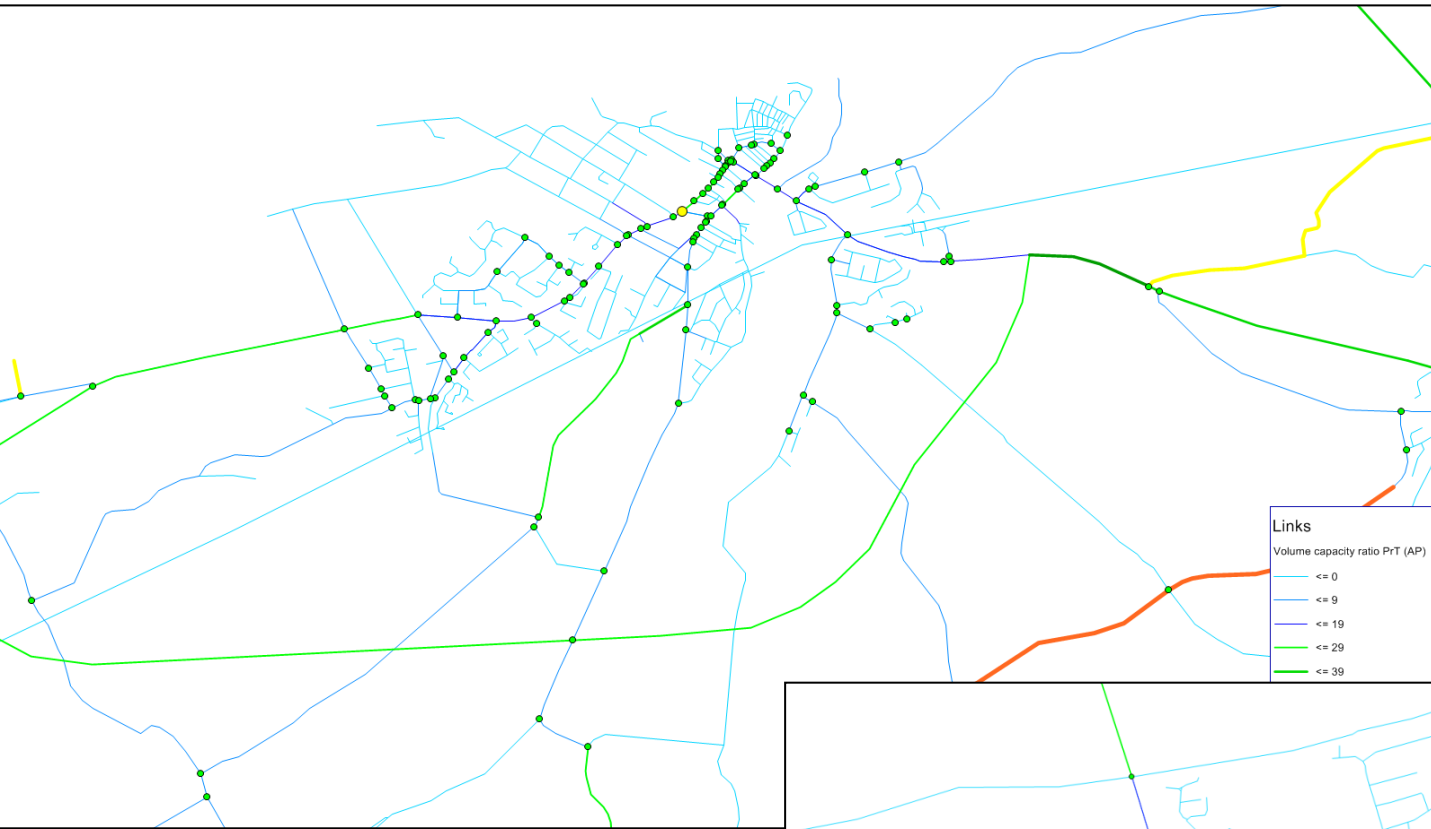 Links
Volume capacity ratio PrT (AP)
<= 0
<= 9
<= 19
<= 29
<= 39